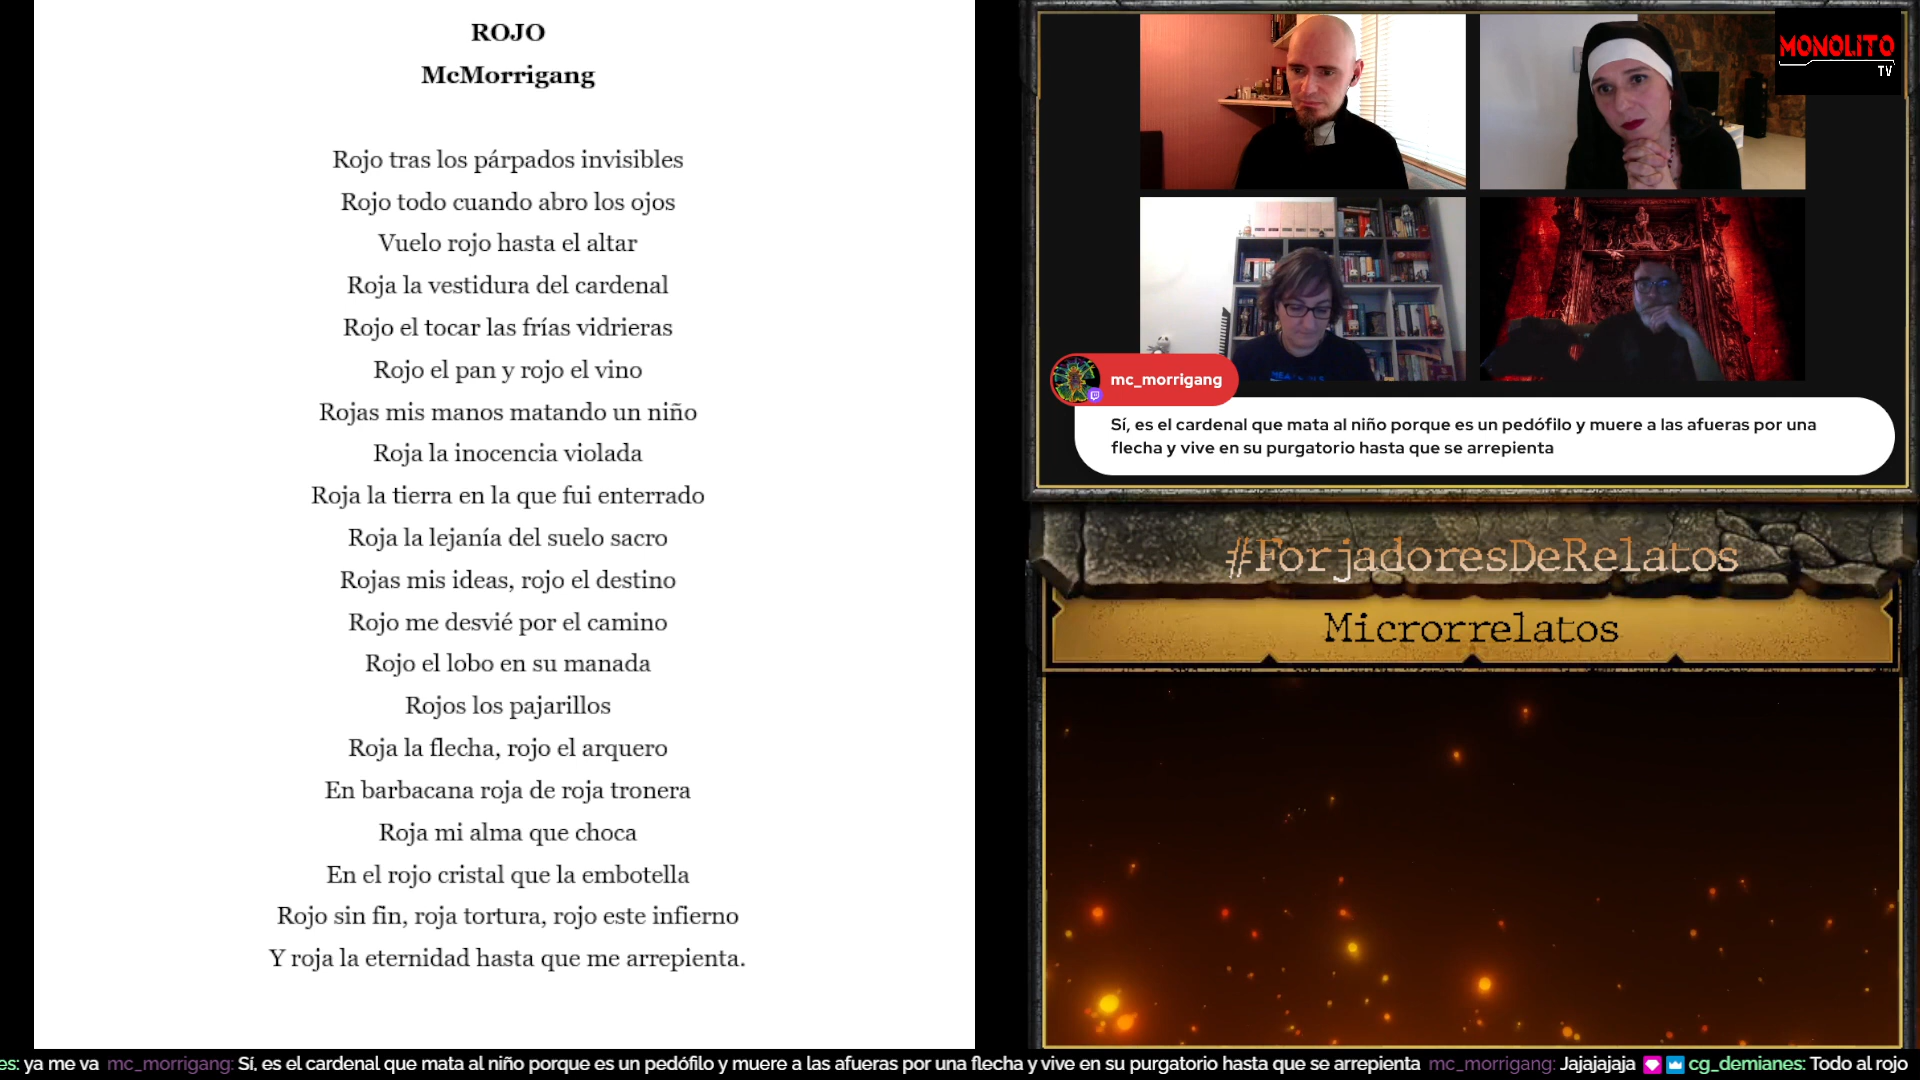 ROJO
McMorrigang
Rojo tras los párpados invisibles
Rojo todo cuando abro los ojos
Vuelo rojo hasta el altar
Roja la vestidura del cardenal
Rojo el tocar las frías vidrieras
Rojo el pan y rojo el vino
Rojas mis manos matando un niño
Roja la inocencia violada
Roja la tierra en la que fui enterrado
Roja la lejanía del suelo sacro
Rojas mis ideas, rojo el destino
Rojo me desvié por el camino
Rojo el lobo en su manada
Rojos los pajarillos
Roja la flecha, rojo el arquero
En barbacana roja de roja tronera
Roja mi alma que choca
En el rojo cristal que la embotella
Rojo sin fin, roja tortura, rojo este infierno
Y roja la eternidad hasta que me arrepienta.
MONOLITO
TV
mc_morrigang
Sí, es el cardenal que mata al niño porque es un pedófilo y muere a las afueras por una
flecha y vive en su purgatorio hasta que se arrepienta
#ForjadoresDeRelatos
Microrrelatos
es: ya me va mc_morrigang: Sí, es el cardenal que mata al niño porque es un pedófilo y muere a las afueras por una flecha y vive en su purgatorio hasta que se arrepienta mc_morrigang: Jajajajaja cg_demianes: Todo al rojo